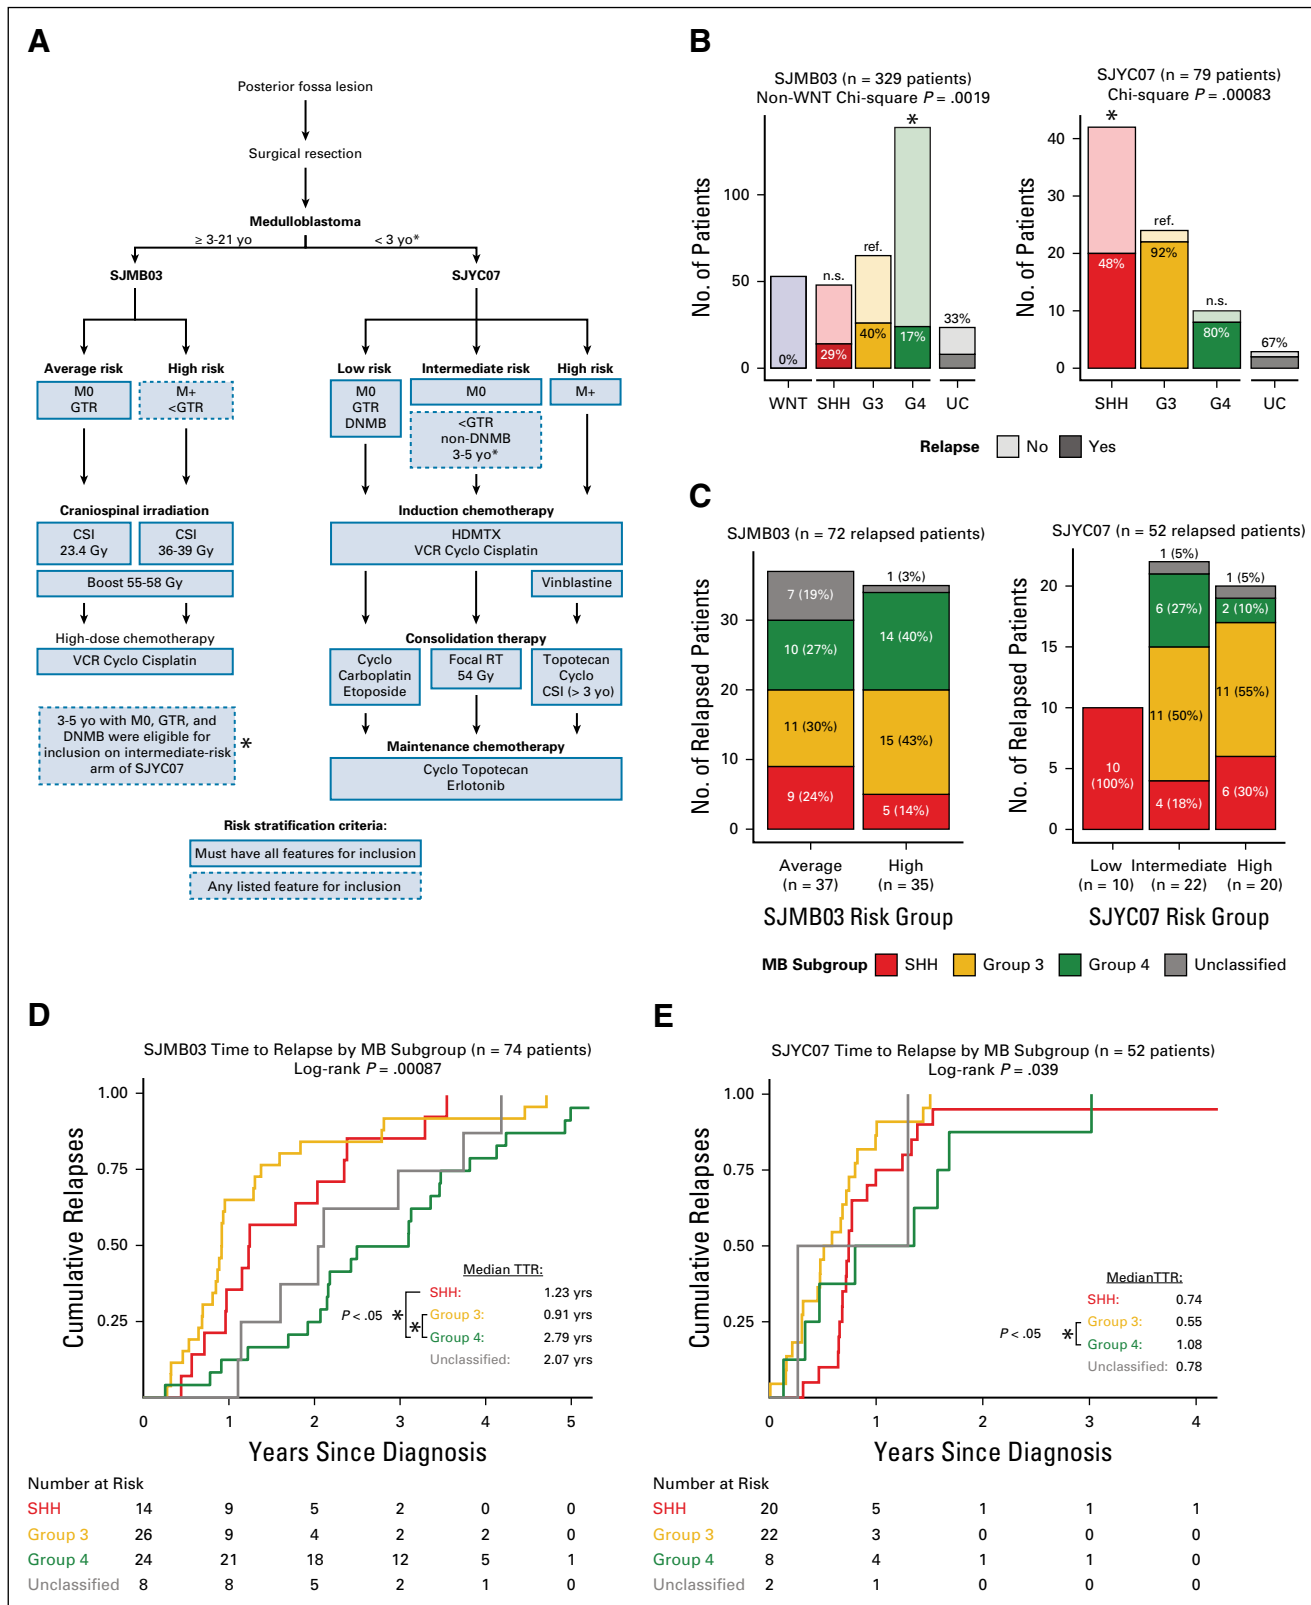 A
Posterior fossa lesion
Surgical resection
Medulloblastoma
≥ 3-21 yo
< 3 yo*
SJMB03
SJYC07
Average risk
High risk
Low risk
Intermediate risk
High risk
M0
GTR
M+
<GTR
M0
GTR
DNMB
M0
<GTR
non-DNMB
3-5 yo*
M+
Craniospinal irradiation
CSI
23.4 Gy
CSI
36-39 Gy
Boost 55-58 Gy
High-dose chemotherapy
VCR Cyclo Cisplatin
Induction chemotherapy
HDMTX
VCR Cyclo Cisplatin
Vinblastine
Consolidation therapy
Cyclo
Carboplatin
Etoposide
Focal RT
54 Gy
Topotecan
Cyclo
CSI (> 3 yo)
Maintenance chemotherapy
Cyclo Topotecan
Erlotonib
3-5 yo with M0, GTR, and
DNMB were eligible for
inclusion on intermediate-risk
arm of SJYC07
*
Risk stratification criteria:
Must have all features for inclusion
Any listed feature for inclusion
B
SJMB03 (n = 329 patients)
Non-WNT Chi-square P = .0019
No. of Patients
100
50
0
0%
n.s.
29%
ref.
40%
*
17%
33%
WNT SHH G3 G4 UC
SJYC07 (n = 79 patients)
Chi-square P = .00083
No. of Patients
40
30
20
10
0
*
48%
ref.
92%
n.s.
80%
67%
SHH G3 G4 UC
Relapse No Yes
C
SJMB03 (n = 72 relapsed patients)
No. of Relapsed Patients
30
20
10
0
7 (19%)
10 (27%)
11 (30%)
9 (24%)
1 (3%)
14 (40%)
15 (43%)
5 (14%)
Average
(n = 37)
High
(n = 35)
SJMB03 Risk Group
SJYC07 (n = 52 relapsed patients)
No. of Relapsed Patients
20
15
10
5
0
10
(100%)
1 (5%)
6 (27%)
11 (50%)
4 (18%)
1 (5%)
2 (10%)
11 (55%)
6 (30%)
Low
(n = 10)
Intermediate
(n = 22)
High
(n = 20)
SJYC07 Risk Group
MB Subgroup SHH Group 3 Group 4 Unclassified
D
SJMB03 Time to Relapse by MB Subgroup (n = 74 patients)
Log-rank P = .00087
Cumulative Relapses
1.00
0.75
0.50
0.25
Median TTR:
SHH: 1.23 yrs
Group 3: 0.91 yrs
Group 4: 2.79 yrs
Unclassified: 2.07 yrs
P < .05 * *
0 1 2 3 4 5
Years Since Diagnosis
Number at Risk
SHH 14 9 5 2 0 0
Group 3 26 9 4 2 2 0
Group 4 24 21 18 12 5 1
Unclassified 8 8 5 2 1 0
E
SJYC07 Time to Relapse by MB Subgroup (n = 52 patients)
Log-rank P = .039
Cumulative Relapses
1.00
0.75
0.50
0.25
MedianTTR:
SHH: 0.74
Group 3: 0.55
Group 4: 1.08
Unclassified: 0.78
P < .05 *
0 1 2 3 4
Years Since Diagnosis
Number at Risk
SHH 20 5 1 1 1
Group 3 22 3 0 0 0
Group 4 8 4 1 1 0
Unclassified 2 1 0 0 0